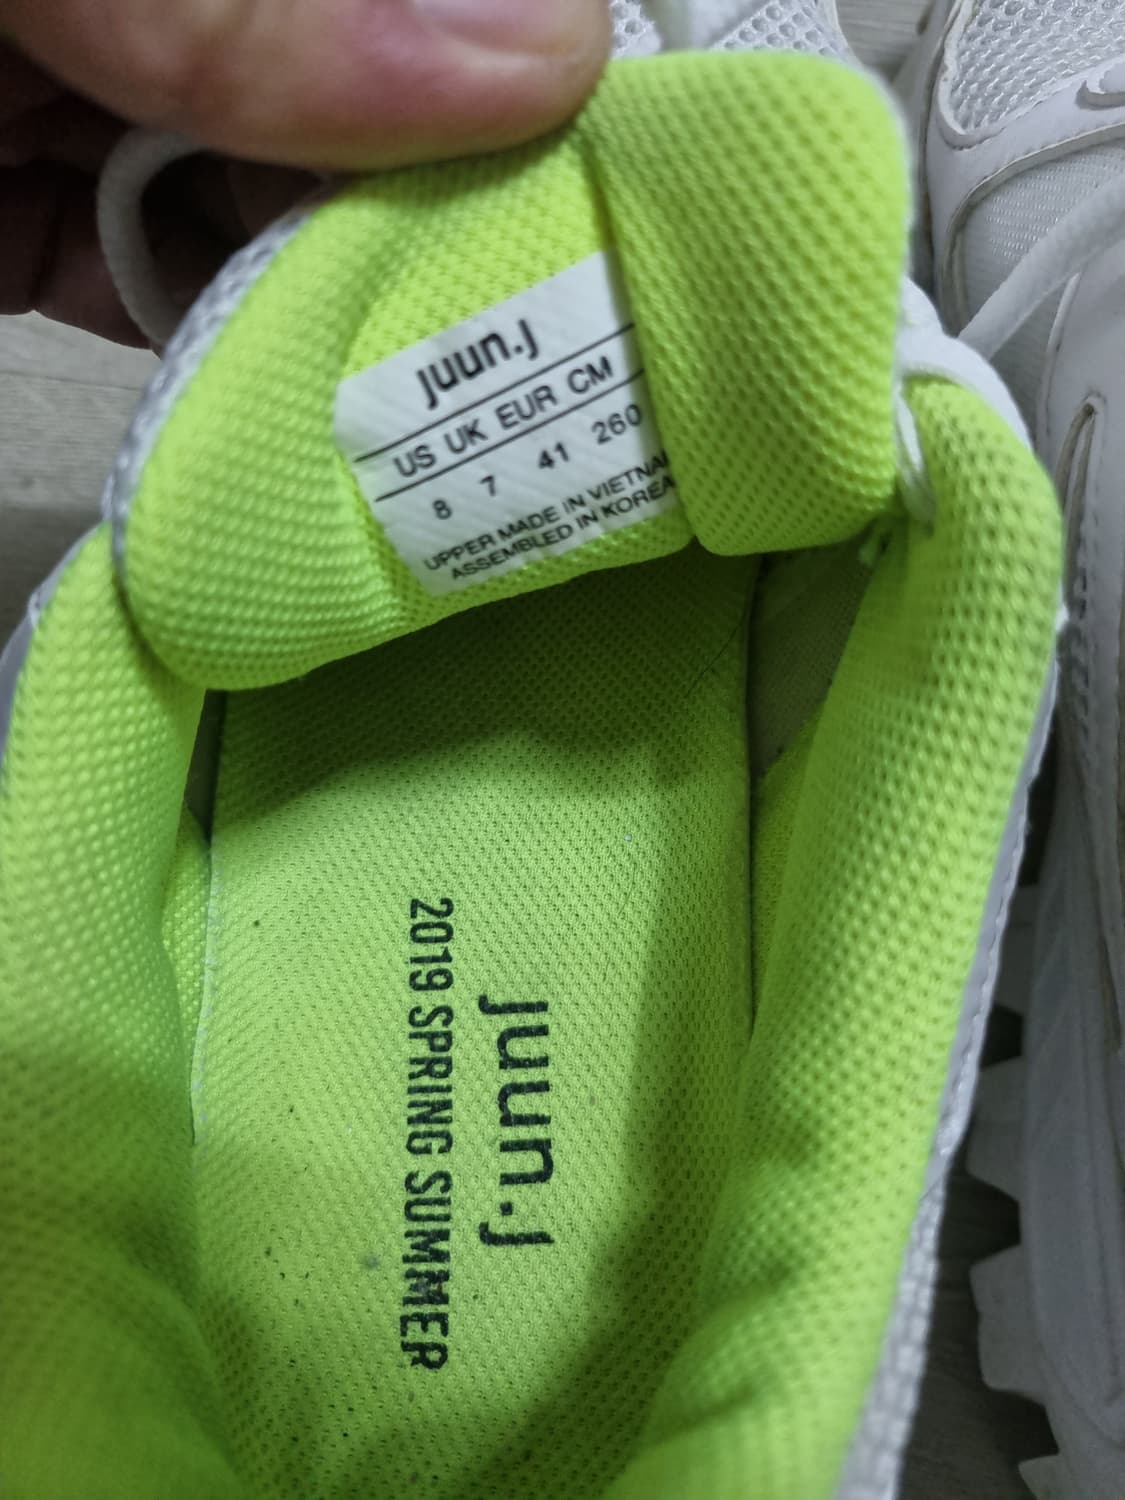 juun.j
US UK EUR CM
8 7 41 260
UPPER MADE IN VIETNAM
ASSEMBLED IN KOREA
juun.j
2019 SPRING SUMMER